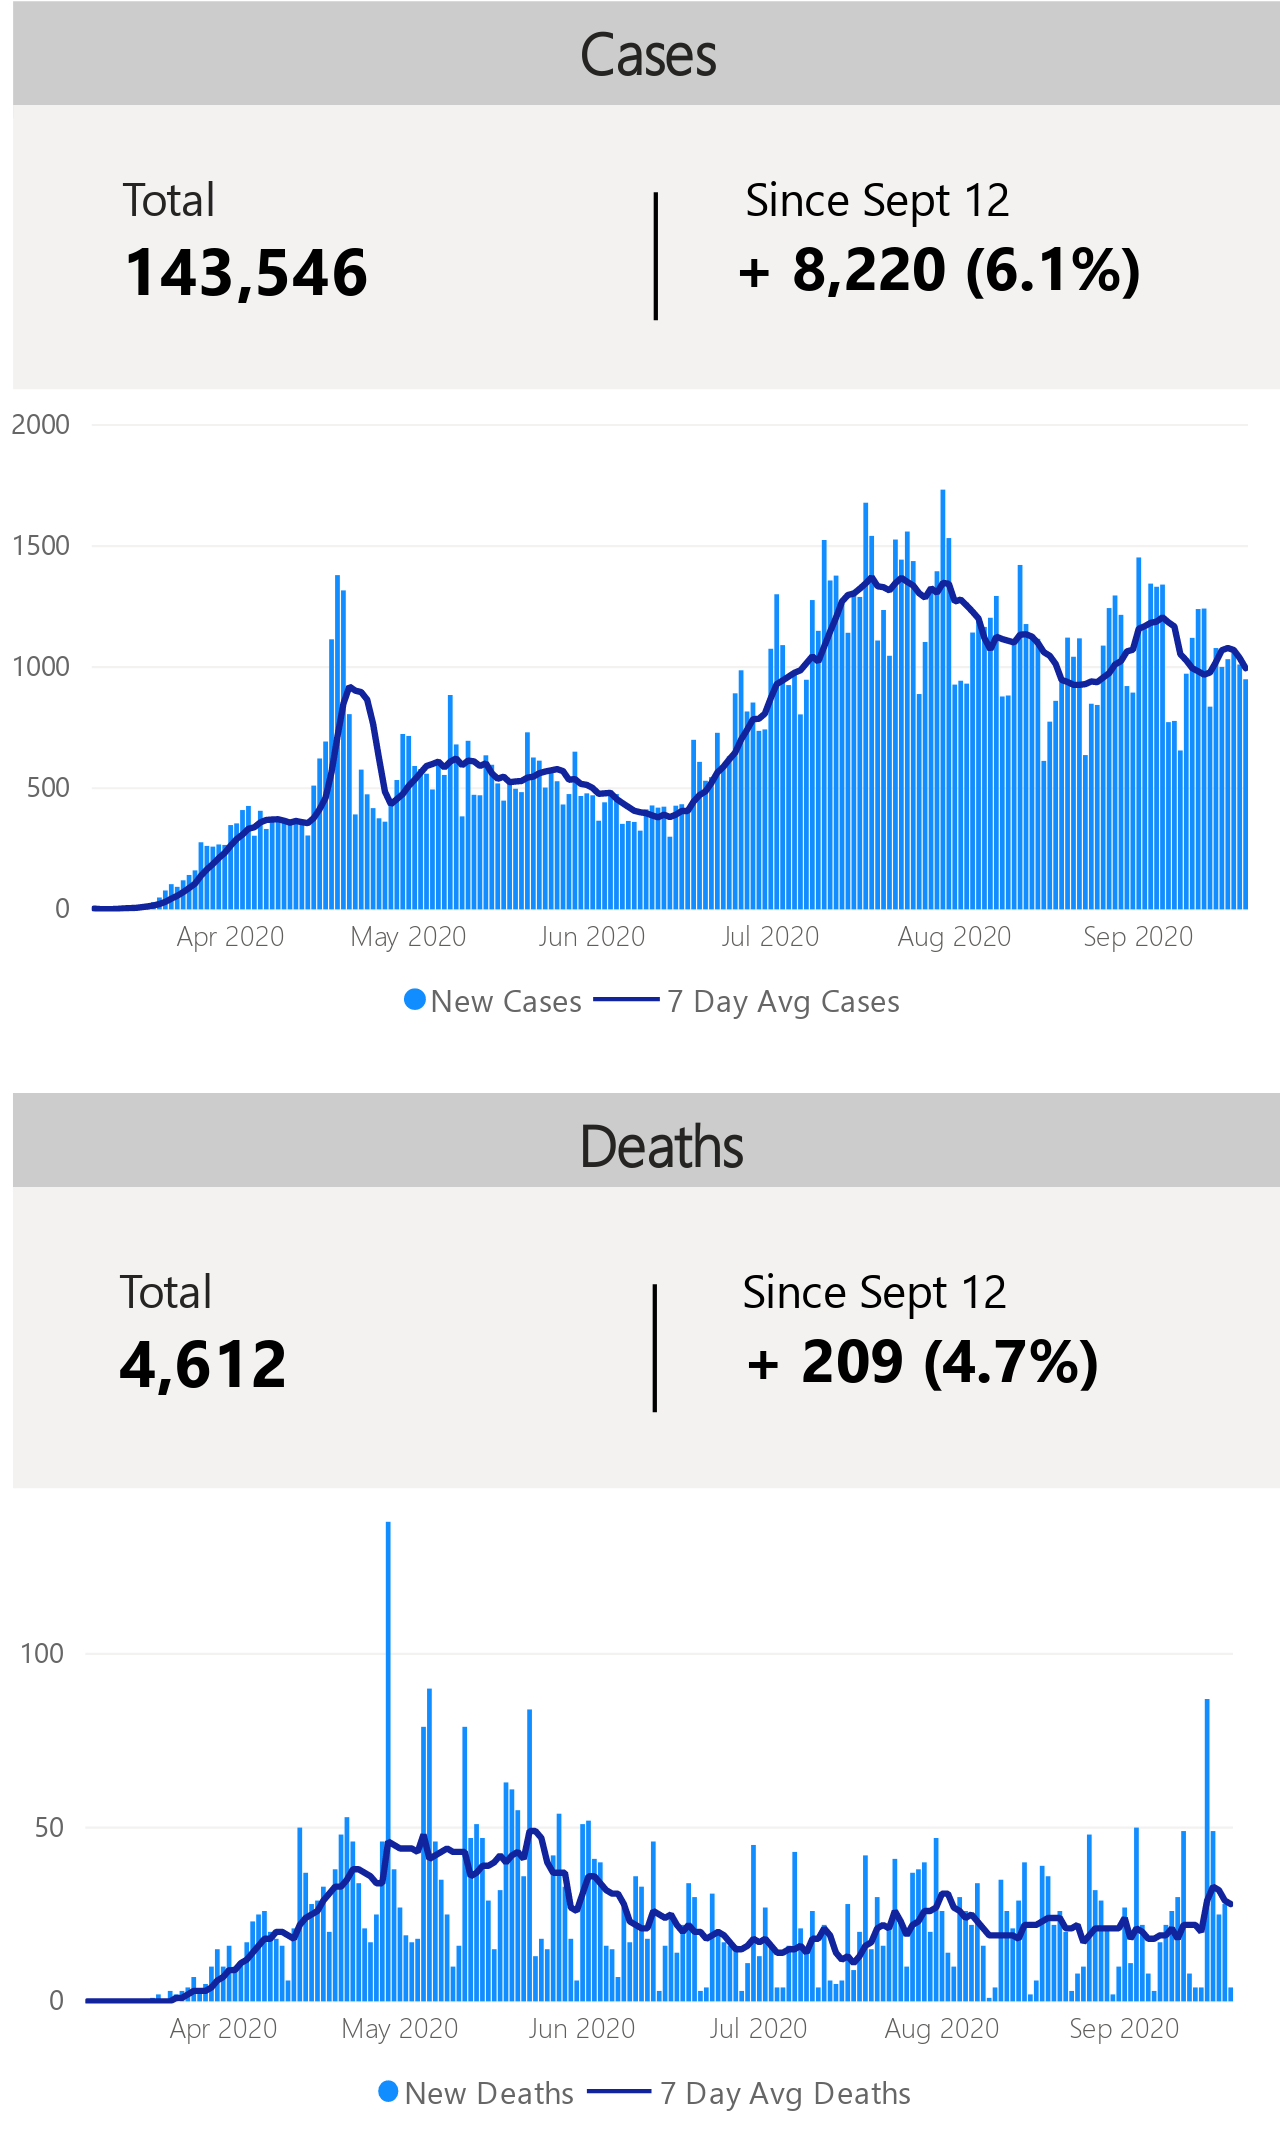 Cases
Total
143,546
Since Sept 12
+ 8,220 (6.1%)
2000
1500
1000
500
0
Apr 2020 May 2020 Jun 2020 Jul 2020 Aug 2020 Sep 2020
New Cases 7 Day Avg Cases
Deaths
Total
4,612
Since Sept 12
+ 209 (4.7%)
100
50
0
Apr 2020 May 2020 Jun 2020 Jul 2020 Aug 2020 Sep 2020
New Deaths 7 Day Avg Deaths